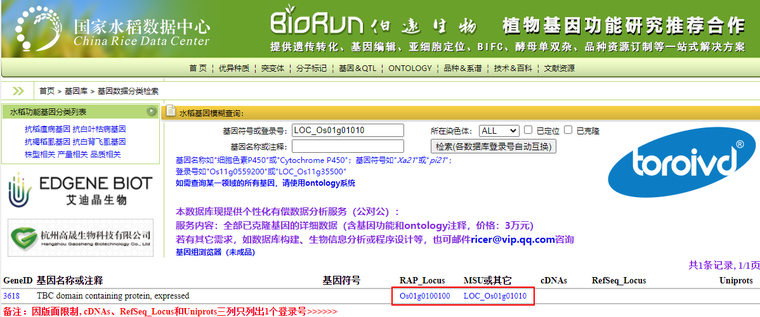 国家水稻数据中心
China Rice Data Center
BioRun 伯远生物
植物基因功能研究推荐合作
提供遗传转化、基因编辑、亚细胞定位、BIFC、酵母单双杂、品种资源订制等一站式解决方案
首 页 | 优异种质 | 突变体 | 分子标记 | 基因&QTL | ONTOLOGY | 品种&系谱 | 技术&百科 | 文献资源
首页 > 基因库 > 基因数据分类检索
水稻功能基因分类列表
抗稻瘟病基因 抗白叶枯病基因
抗褐稻虱基因 抗白背飞虱基因
株型相关 产量相关 品质相关
EDGENE BIOT
艾迪晶生物
杭州高晟生物科技有限公司
Hangzhou Gaosheng Biotechnology Co., Ltd
水稻基因模糊查询:
基因符号或登录号: LOC_Os01g01010 所在染色体: ALL 已定位 已克隆
基因名称或注释: 检索(各数据库登录号自动互换)
基因名称如"细胞色素P450"或"Cytochrome P450"; 基因符号如"Xa21"或"pi21";
登录号如"Os11g0559200"或"LOC_Os11g35500"
如需查询某一领域的所有基因, 请使用ontology系统
toroivd
本数据库现提供个性化有偿数据分析服务（公对公）:
服务内容: 全部已克隆基因的详细数据（含基因功能和ontology注释，价格: 3万元）
若有其它需求，如数据库构建、生物信息分析或程序设计等，也可邮件ricer@vip.qq.com咨询
基因组浏览器（未成品）
共1条记录, 1/1页
GeneID 基因名称或注释 基因符号 RAP_Locus MSU或其它 cDNAs RefSeq_Locus Uniprots
3618 TBC domain containing protein, expressed Os01g0100100 LOC_Os01g01010
备注：因版面限制, cDNAs、RefSeq_Locus和Uniprots三列只列出1个登录号>>>>>>